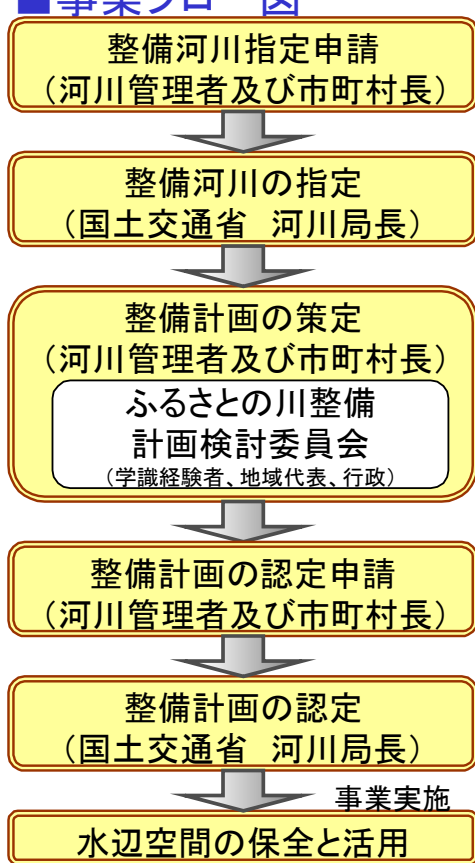 ■事業フロー図
整備河川指定申請
（河川管理者及び市町村長）
整備河川の指定
（国土交通省　河川局長）
整備計画の策定
（河川管理者及び市町村長）
ふるさとの川整備
計画検討委員会
（学識経験者、地域代表、行政）
整備計画の認定申請
（河川管理者及び市町村長）
整備計画の認定
（国土交通省　河川局長）
事業実施
水辺空間の保全と活用